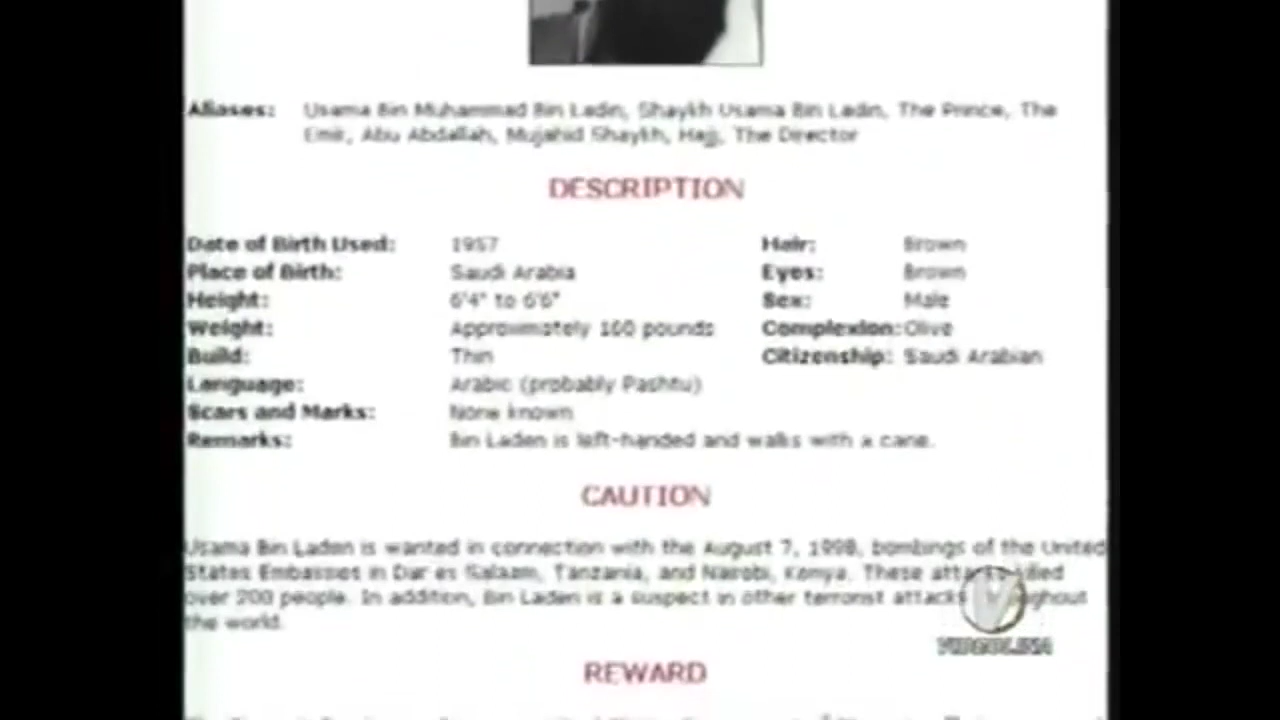 Aliases: Usama Bin Muhammad Bin Ladin, Shaykh Usama Bin Ladin, The Prince, The
Emir, Abu Abdallah, Mujahid Shaykh, Hajj, The Director
DESCRIPTION
Date of Birth Used: 1957 Hair: Brown
Place of Birth: Saudi Arabia Eyes: Brown
Height: 6'4" to 6'6" Sex: Male
Weight: Approximately 160 pounds Complexion: Olive
Build: Thin Citizenship: Saudi Arabian
Language: Arabic (probably Pashtu)
Scars and Marks: None known
Remarks: Bin Laden is left-handed and walks with a cane.
CAUTION
Usama Bin Laden is wanted in connection with the August 7, 1998, bombings of the United
States Embassies in Dar es Salaam, Tanzania, and Nairobi, Kenya. These attacks killed
over 200 people. In addition, Bin Laden is a suspect in other terrorist attacks throughout
the world.
REWARD